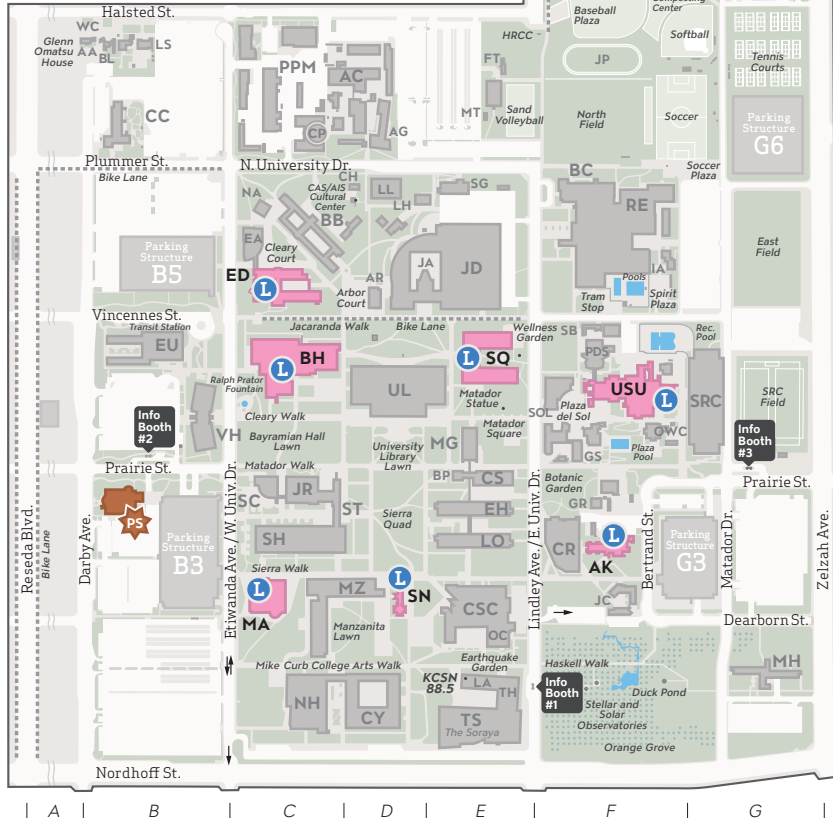 Halsted St.
Baseball
Plaza
Composting
Center
WC
Glenn
Omatsu
House
AA
BL
LS
HRCC
Softball
PPM
AC
FT
JP
Tennis
Courts
CC
CP
AG
MT
Sand
Volleyball
North
Field
Soccer
Parking
Structure
G6
Plummer St.
N. University Dr.
Bike Lane
BC
Soccer
Plaza
CH
CAS/AIS
Cultural
Center
NA
LL
LH
SG
BB
RE
EA
Cleary
Court
Parking
Structure
B5
ED
L
JA
JD
East
Field
AR
Arbor
Court
IA
Pools
Tram
Stop
Spirit
Plaza
Vincennes St.
Transit Station
Jacaranda Walk
Bike Lane
Wellness
Garden
SB
Rec.
Pool
EU
BH
L
L
SQ
PDS
UL
USU
L
SRC
SRC
Field
Ralph Prator
Fountain
Matador
Statue
SOL
Plaza
del Sol
Cleary Walk
Info
Booth
#2
VH
Bayramian Hall
Lawn
University
Library
Lawn
MG
Matador
Square
OWC
GS
Plaza
Pool
Info
Booth
#3
Prairie St.
Matador Walk
BP
CS
Botanic
Garden
Prairie St.
SC
JR
ST
EH
GR
PS
Sierra
Quad
Parking
Structure
B3
SH
LO
CR
L
AK
Parking
Structure
G3
Reseda Blvd.
Bike Lane
Darby Ave.
Etiwanda Ave. / W. Univ. Dr.
Lindley Ave. / E. Univ. Dr.
Bertrand St.
Matador Dr.
Zelzah Ave.
Sierra Walk
L
MA
MZ
L
SN
CSC
OC
JC
Dearborn St.
Manzanita
Lawn
Mike Curb College Arts Walk
Earthquake
Garden
KCSN
88.5
Info
Booth
#1
Haskell Walk
Duck Pond
MH
NH
CY
LA
TH
TS
The Soraya
Stellar and
Solar
Observatories
Orange Grove
Nordhoff St.
A B C D E F G